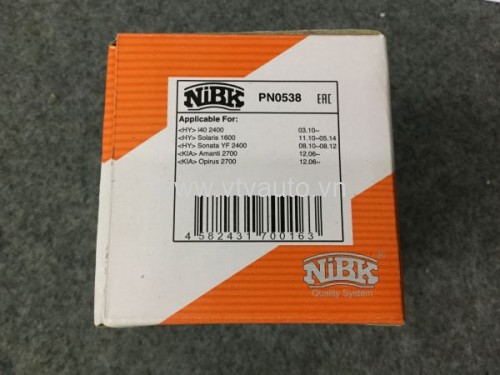 NiBK PN0538 EAC
Applicable For:
<HY> i40 2400 03.10~
<HY> Solaris 1600 11.10~05.14
<HY> Sonata YF 2400 08.10~08.12
<KIA> Amanti 2700 12.06~
<KIA> Opirus 2700 12.06~
www.vtvauto.vn
4 582431 700163
NiBK
Quality System